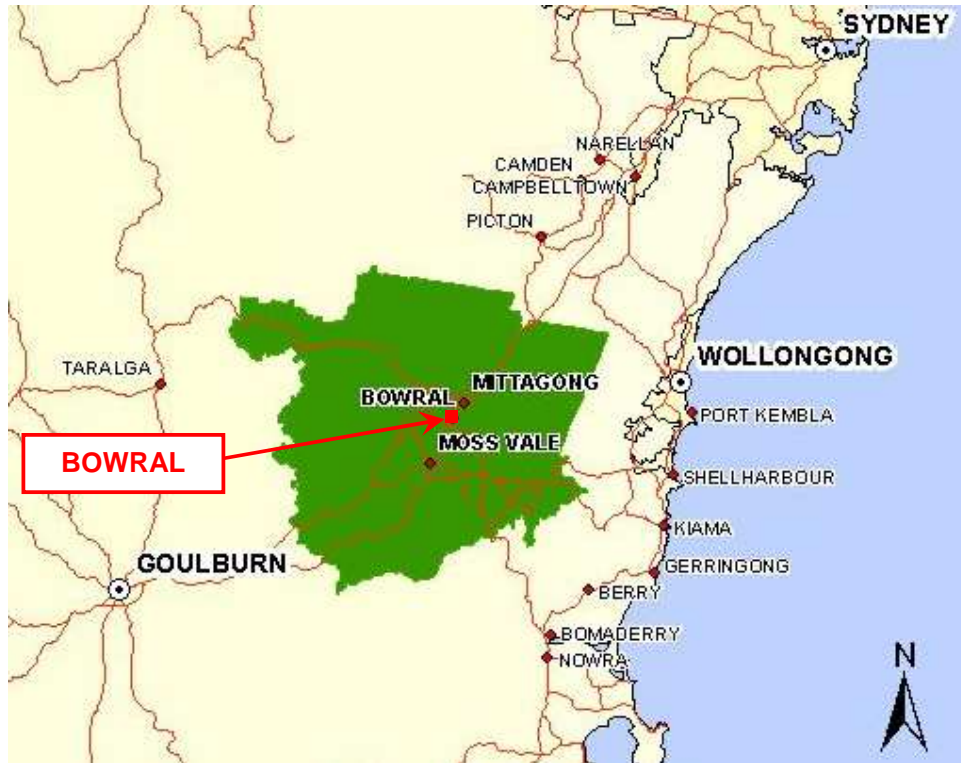 SYDNEY
NARELLAN
CAMDEN
CAMPBELLTOWN
PICTON
WOLLONGONG
TARALGA
MITTAGONG
BOWRAL
PORT KEMBLA
MOSS VALE
BOWRAL
SHELLHARBOUR
KIAMA
GOULBURN
GERRINGONG
BERRY
BOMADERRY
NOWRA
N